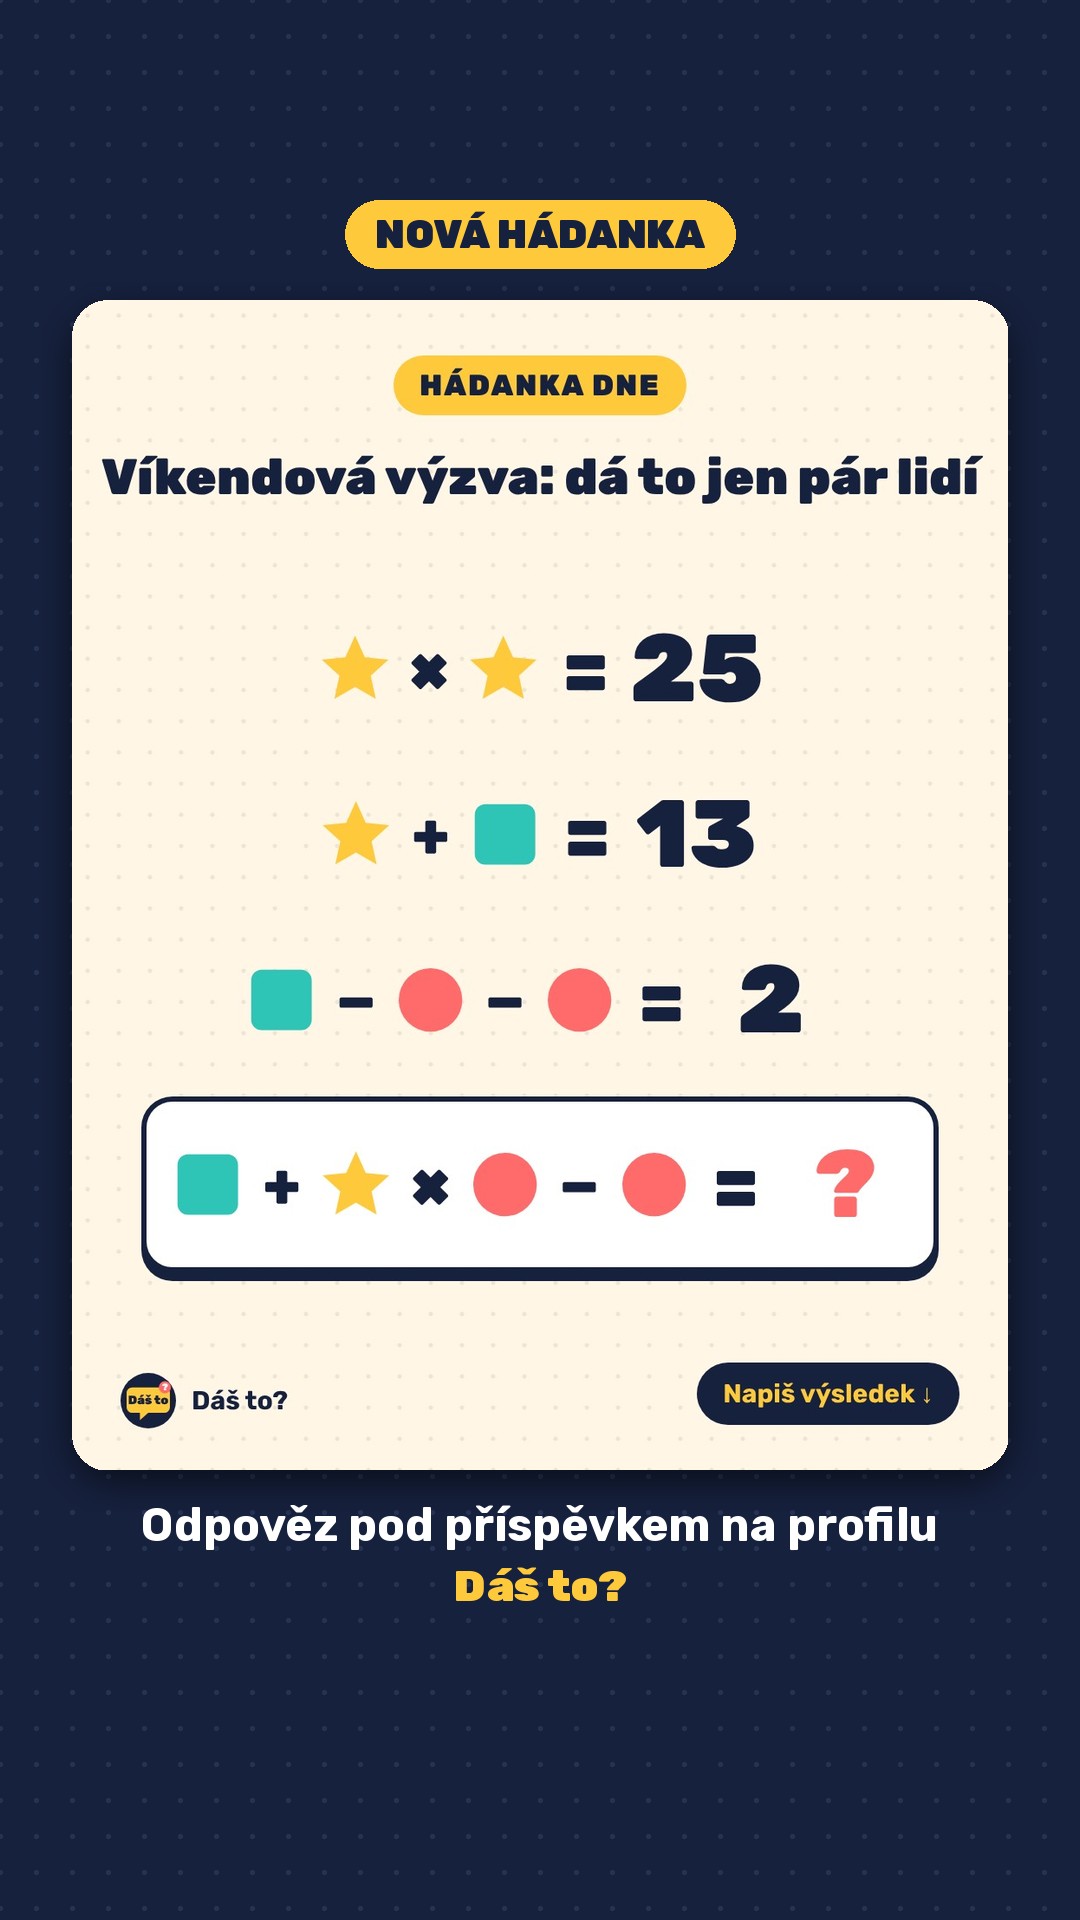 NOVÁ HÁDANKA
HÁDANKA DNE
Víkendová výzva: dá to jen pár lidí
★ × ★ = 25
★ + ■ = 13
■ − ● − ● = 2
■ + ★ × ● − ● = ?
Dáš to ?
Dáš to?
Napiš výsledek ↓
Odpověz pod příspěvkem na profilu
Dáš to?